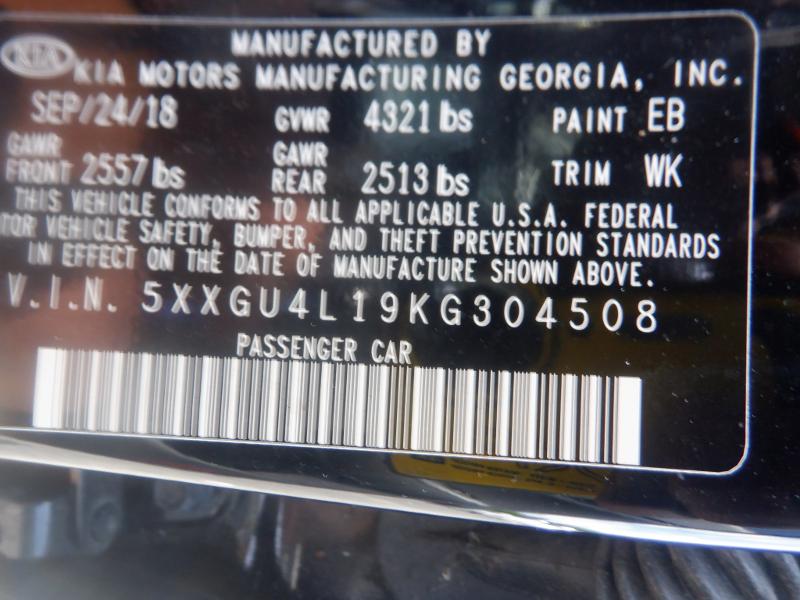 MANUFACTURED BY
KIA KIA MOTORS MANUFACTURING GEORGIA, INC.
SEP/24/18 GVWR 4321 lbs PAINT EB
GAWR FRONT 2557 lbs GAWR REAR 2513 lbs TRIM WK
THIS VEHICLE CONFORMS TO ALL APPLICABLE U.S.A. FEDERAL
TOR VEHICLE SAFETY, BUMPER, AND THEFT PREVENTION STANDARDS
IN EFFECT ON THE DATE OF MANUFACTURE SHOWN ABOVE.
V.I.N. 5XXGU4L19KG304508
PASSENGER CAR